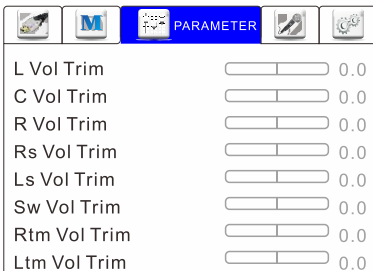 M PARAMETER
L Vol Trim 0.0
C Vol Trim 0.0
R Vol Trim 0.0
Rs Vol Trim 0.0
Ls Vol Trim 0.0
Sw Vol Trim 0.0
Rtm Vol Trim 0.0
Ltm Vol Trim 0.0